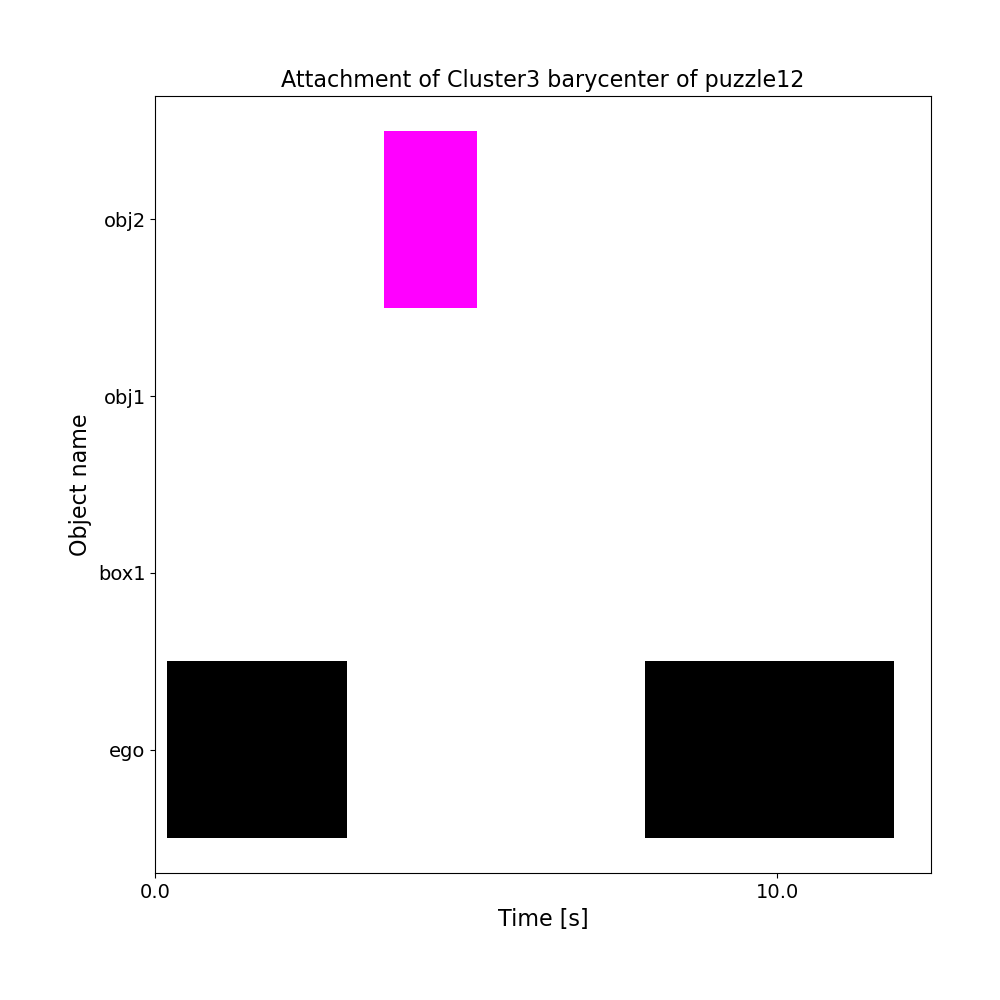 Attachment of Cluster3 barycenter of puzzle12
obj2
obj1
box1
ego
Object name
0.0 10.0
Time [s]